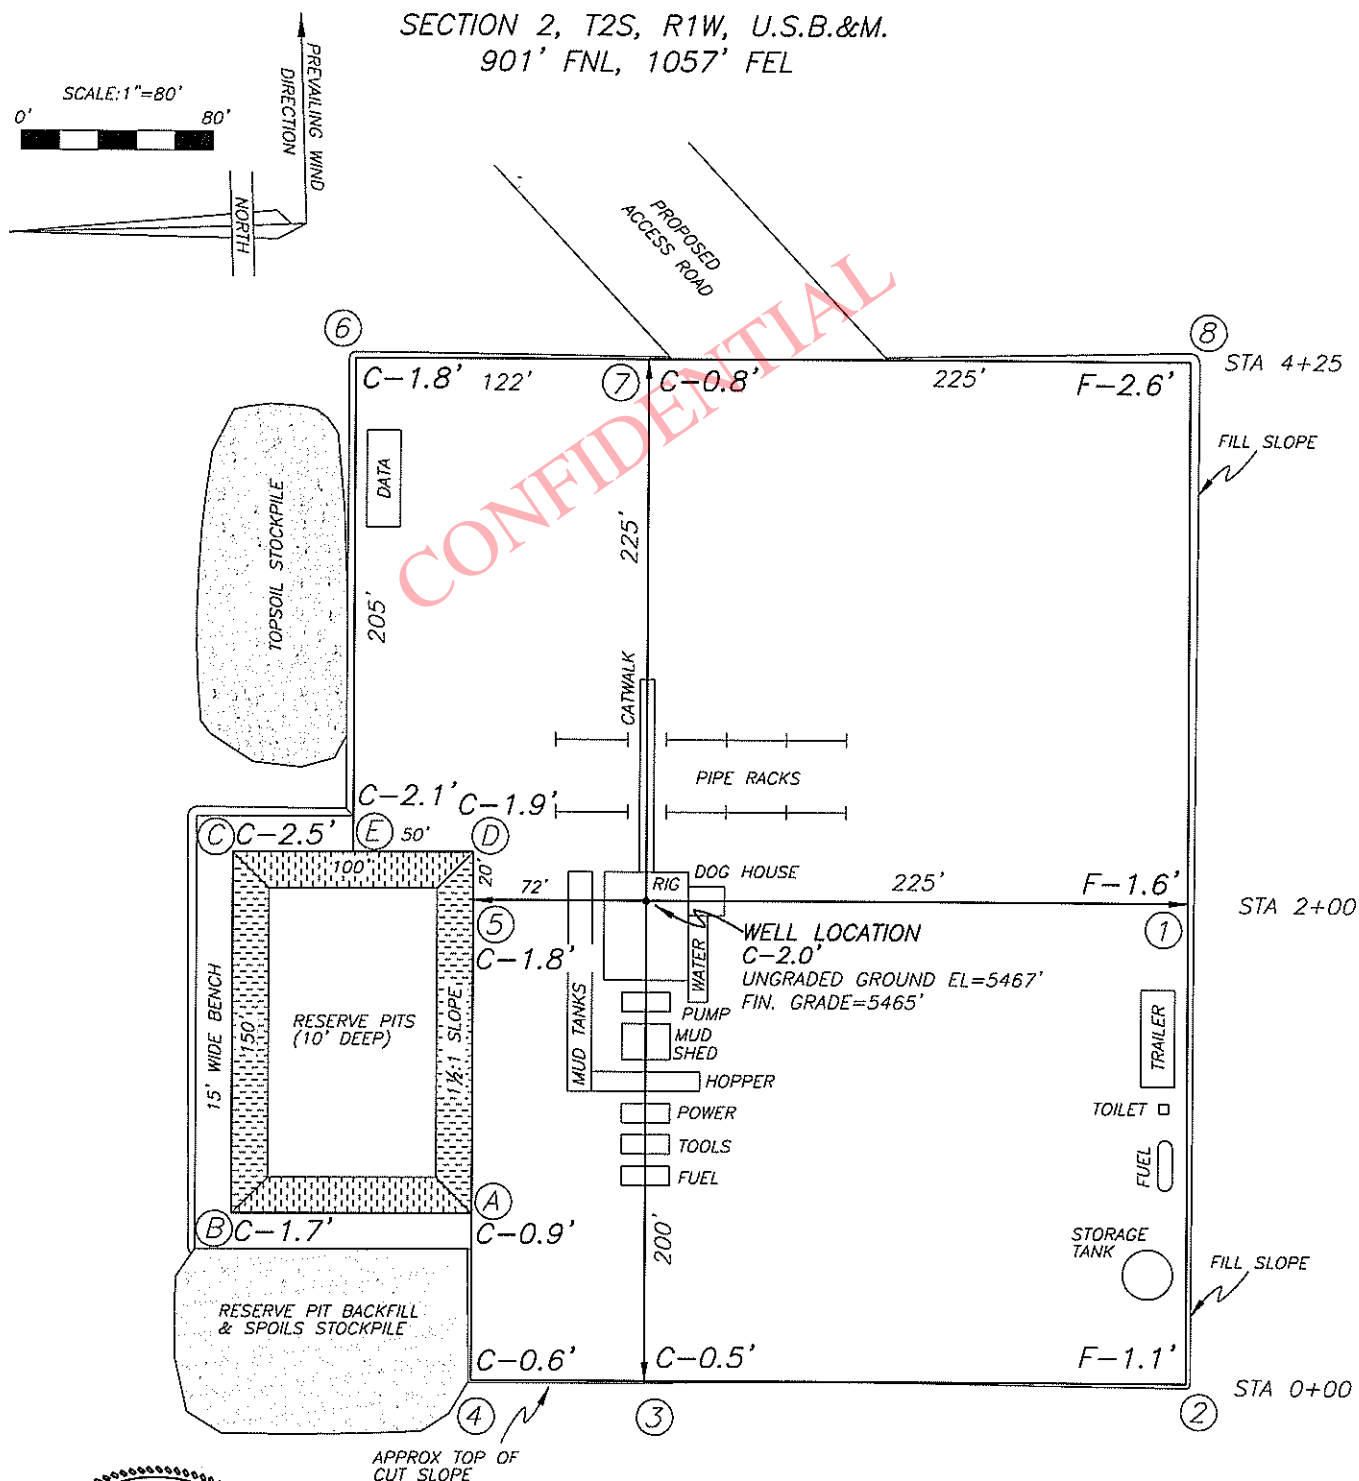 SECTION 2, T2S, R1W, U.S.B.&M.
901' FNL, 1057' FEL
SCALE: 1"=80'
0'
80'
PREVAILING WIND
DIRECTION
NORTH
PROPOSED
ACCESS ROAD
CONFIDENTIAL
6
8
STA 4+25
C-1.8'
122'
7
C-0.8'
225'
F-2.6'
FILL SLOPE
DATA
TOPSOIL STOCKPILE
225'
205'
CATWALK
PIPE RACKS
C-2.1'
C-1.9'
C
C-2.5'
E
50'
D
100'
20'
72'
RIG
DOG HOUSE
225'
F-1.6'
STA 2+00
5
1
C-1.8'
WATER
WELL LOCATION
C-2.0'
UNGRADED GROUND EL=5467'
FIN. GRADE=5465'
15' WIDE BENCH
150'
RESERVE PITS
(10' DEEP)
1½:1 SLOPE
MUD TANKS
PUMP
MUD
SHED
HOPPER
TRAILER
POWER
TOILET
TOOLS
FUEL
FUEL
A
B
C-1.7'
C-0.9'
200'
STORAGE
TANK
FILL SLOPE
RESERVE PIT BACKFILL
& SPOILS STOCKPILE
C-0.6'
C-0.5'
F-1.1'
STA 0+00
4
3
2
APPROX TOP OF
CUT SLOPE